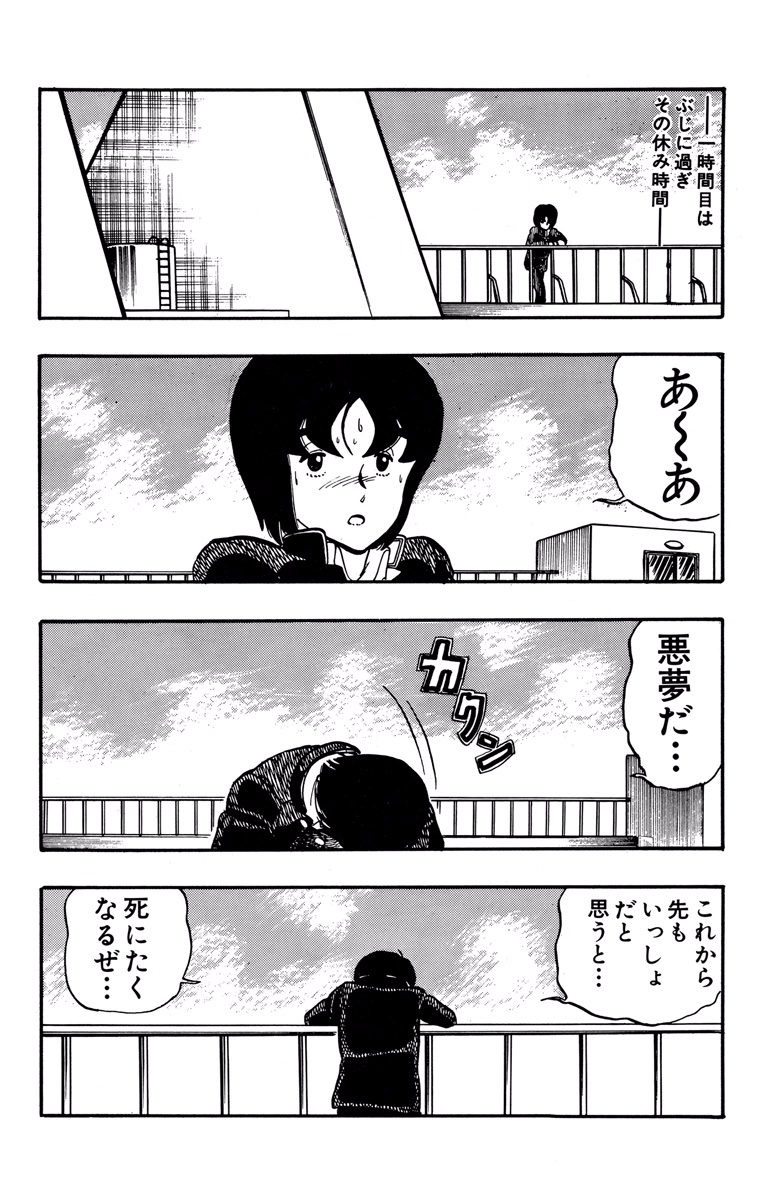 ――一時間目は
ぶじに過ぎ
その休み時間――
あ～あ
悪夢だ…
カクン
これから
先も
いっしょ
だと
思うと…
死にたく
なるぜ…